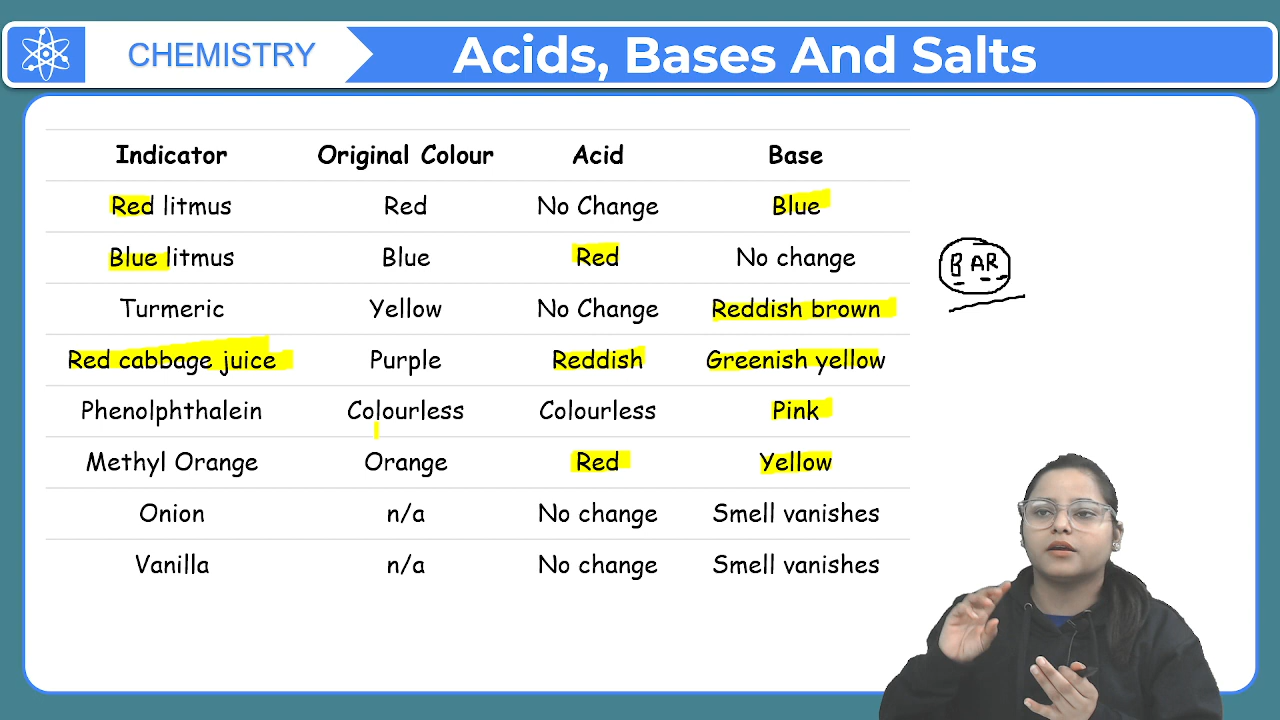 CHEMISTRY Acids, Bases And Salts
Indicator Original Colour Acid Base
Red litmus Red No Change Blue
Blue litmus Blue Red No change
BAR
Turmeric Yellow No Change Reddish brown
Red cabbage juice Purple Reddish Greenish yellow
Phenolphthalein Colourless Colourless Pink
Methyl Orange Orange Red Yellow
Onion n/a No change Smell vanishes
Vanilla n/a No change Smell vanishes